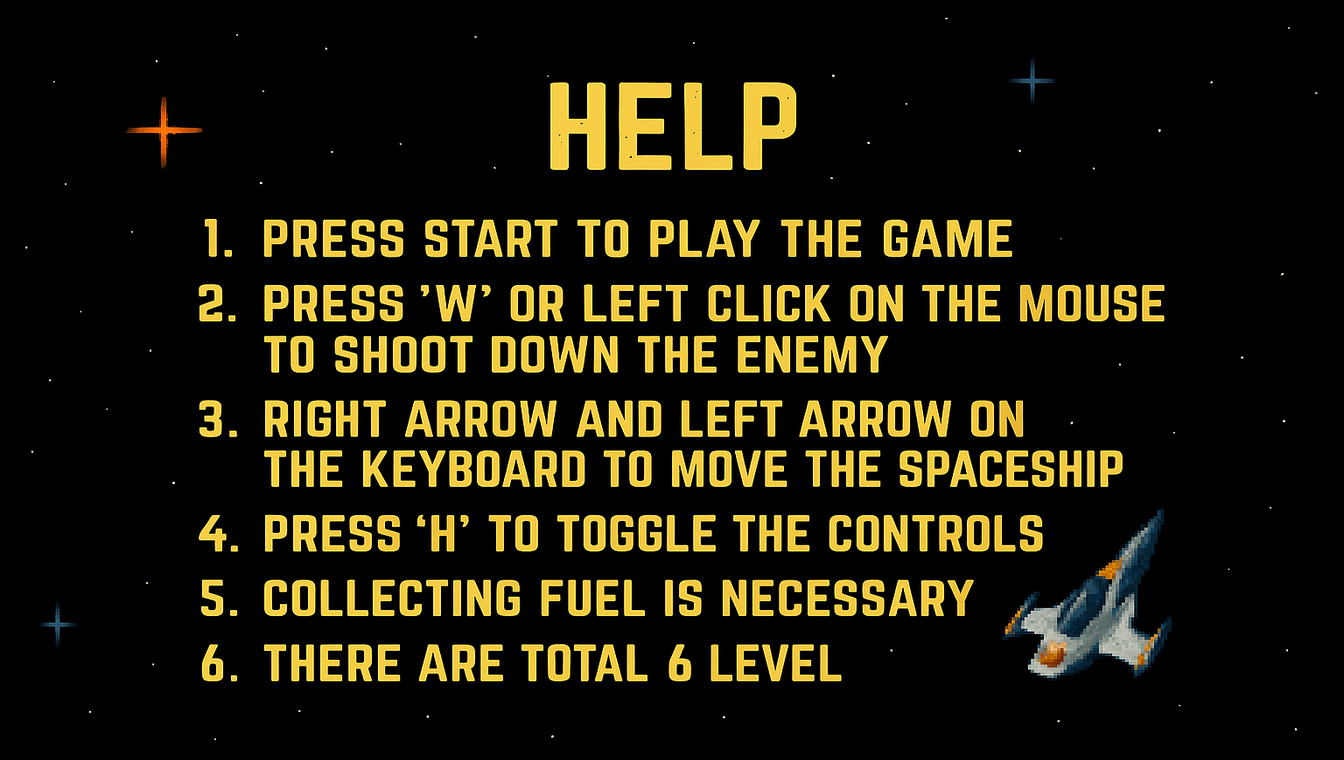 HELP
1. PRESS START TO PLAY THE GAME
2. PRESS ’W’ OR LEFT CLICK ON THE MOUSE
TO SHOOT DOWN THE ENEMY
3. RIGHT ARROW AND LEFT ARROW ON
THE KEYBOARD TO MOVE THE SPACESHIP
4. PRESS ‘H’ TO TOGGLE THE CONTROLS
5. COLLECTING FUEL IS NECESSARY
6. THERE ARE TOTAL 6 LEVEL